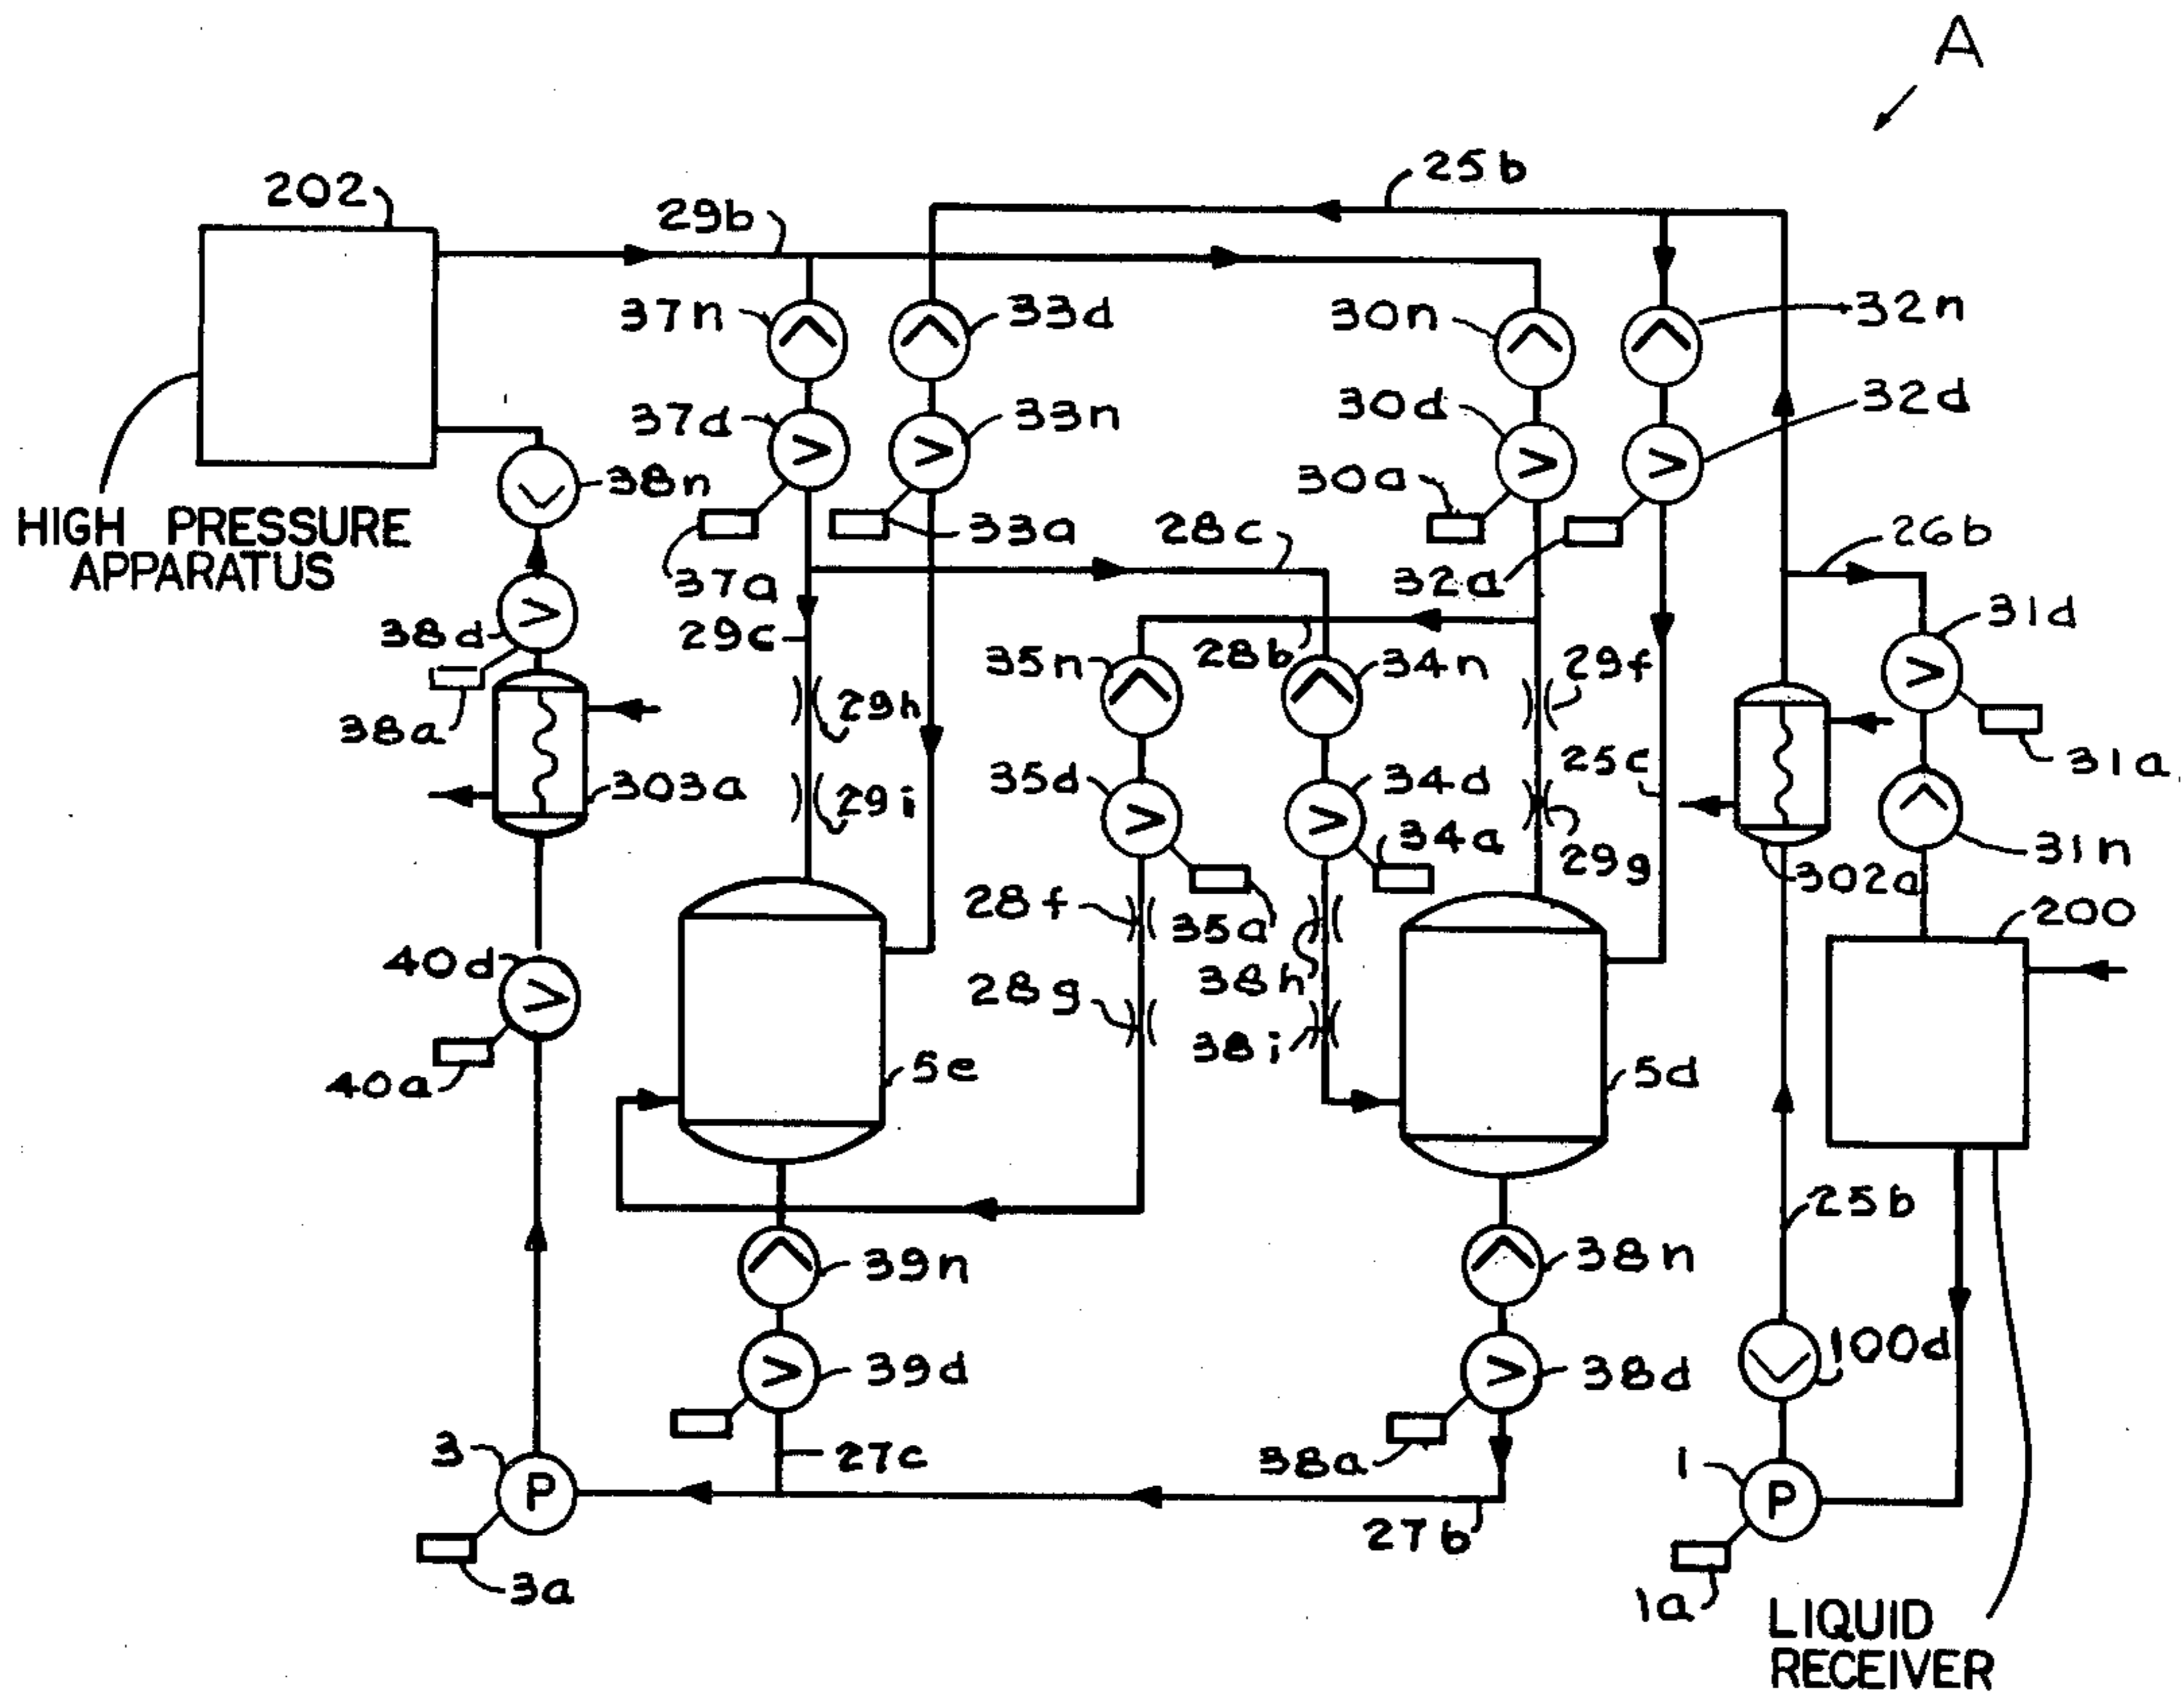 A
25b
202
29b
37n
33d
30n
32n
37d
33n
30d
32d
38n
30a
HIGH PRESSURE
APPARATUS
33a
28c
26b
37a
32a
38d
29c
31d
35n
28b
34n
29f
38a
29h
25c
31a
303a
29i
35d
34d
34a
29g
31n
302a
28f
35a
200
40d
38h
28g
38i
40a
5e
5d
25b
39n
38n
100d
39d
38d
3
27c
38a
1
P
P
27b
3a
1a
LIQUID
RECEIVER